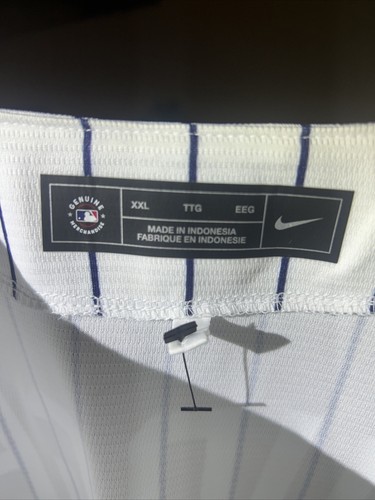 GENUINE
MERCHANDISE
XXL TTG EEG
MADE IN INDONESIA
FABRIQUE EN INDONESIE